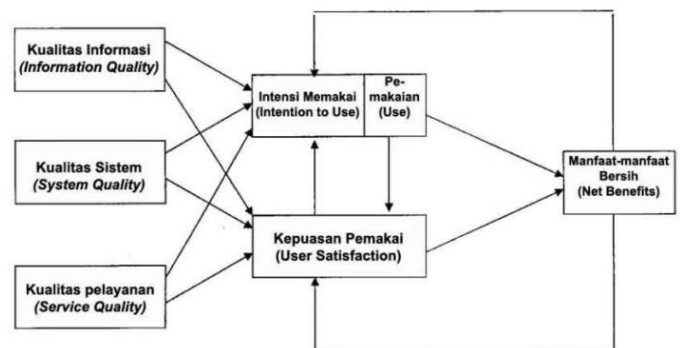 Kualitas Informasi
(Information Quality)
Kualitas Sistem
(System Quality)
Kualitas pelayanan
(Service Quality)
Intensi Memakai
(Intention to Use)
Pe-
makaian
(Use)
Kepuasan Pemakai
(User Satisfaction)
Manfaat-manfaat
Bersih
(Net Benefits)